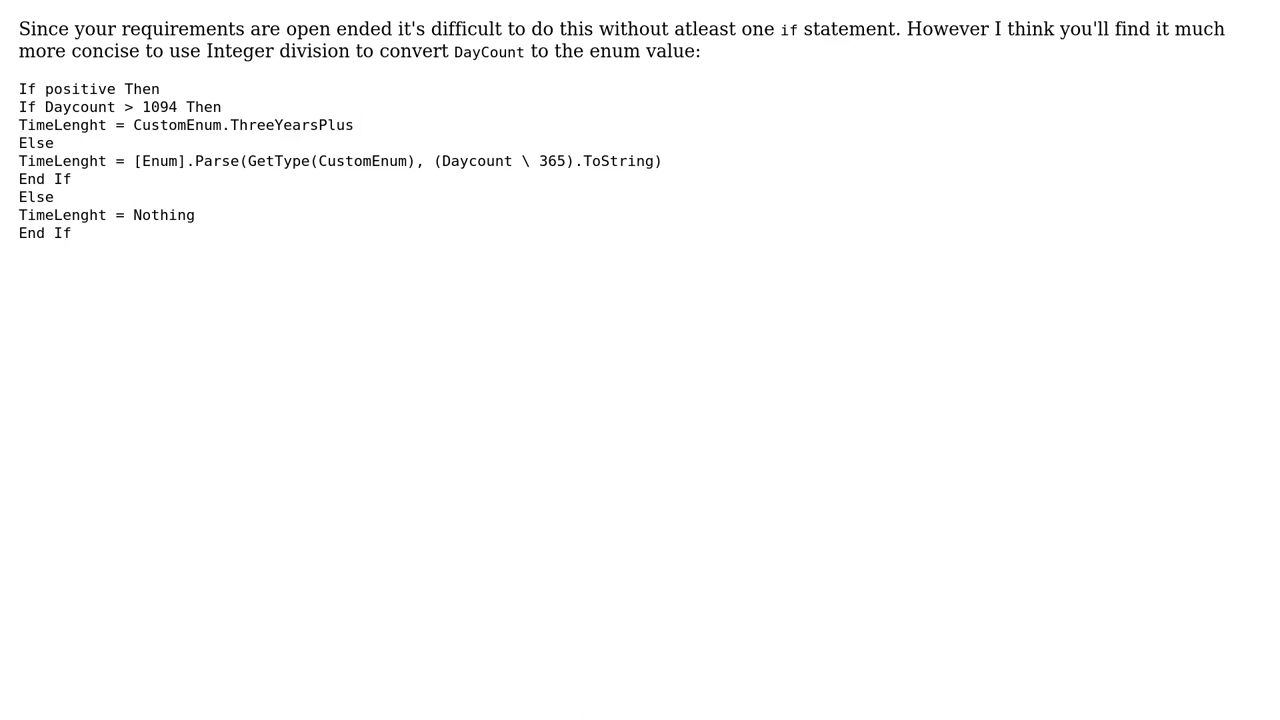 Since your requirements are open ended it's difficult to do this without atleast one if statement. However I think you'll find it much
more concise to use Integer division to convert DayCount to the enum value:
If positive Then
If Daycount > 1094 Then
TimeLenght = CustomEnum.ThreeYearsPlus
Else
TimeLenght = [Enum].Parse(GetType(CustomEnum), (Daycount \ 365).ToString)
End If
Else
TimeLenght = Nothing
End If